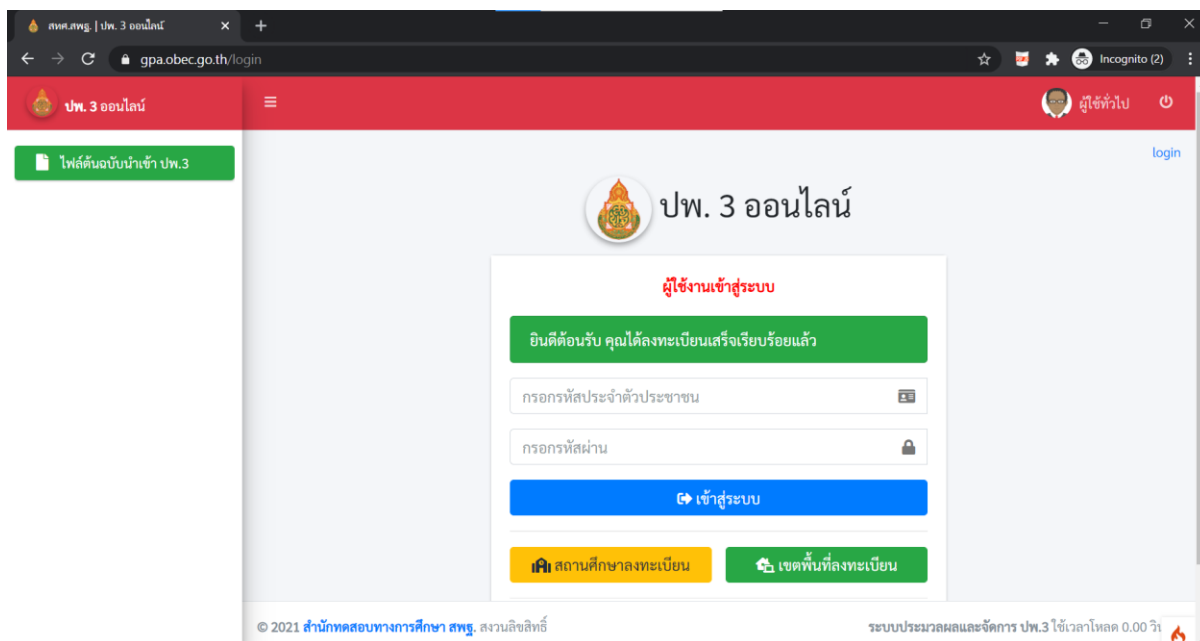 สทศ.สพฐ. | ปพ. 3 ออนไลน์
gpa.obec.go.th/login
Incognito (2)
ปพ. 3 ออนไลน์
ผู้ใช้ทั่วไป
ไฟล์ต้นฉบับนำเข้า ปพ.3
login
ปพ. 3 ออนไลน์
ผู้ใช้งานเข้าสู่ระบบ
ยินดีต้อนรับ คุณได้ลงทะเบียนเสร็จเรียบร้อยแล้ว
กรอกรหัสประจำตัวประชาชน
กรอกรหัสผ่าน
เข้าสู่ระบบ
สถานศึกษาลงทะเบียน
เขตพื้นที่ลงทะเบียน
© 2021 สำนักทดสอบทางการศึกษา สพฐ. สงวนลิขสิทธิ์
ระบบประมวลผลและจัดการ ปพ.3 ใช้เวลาโหลด 0.00